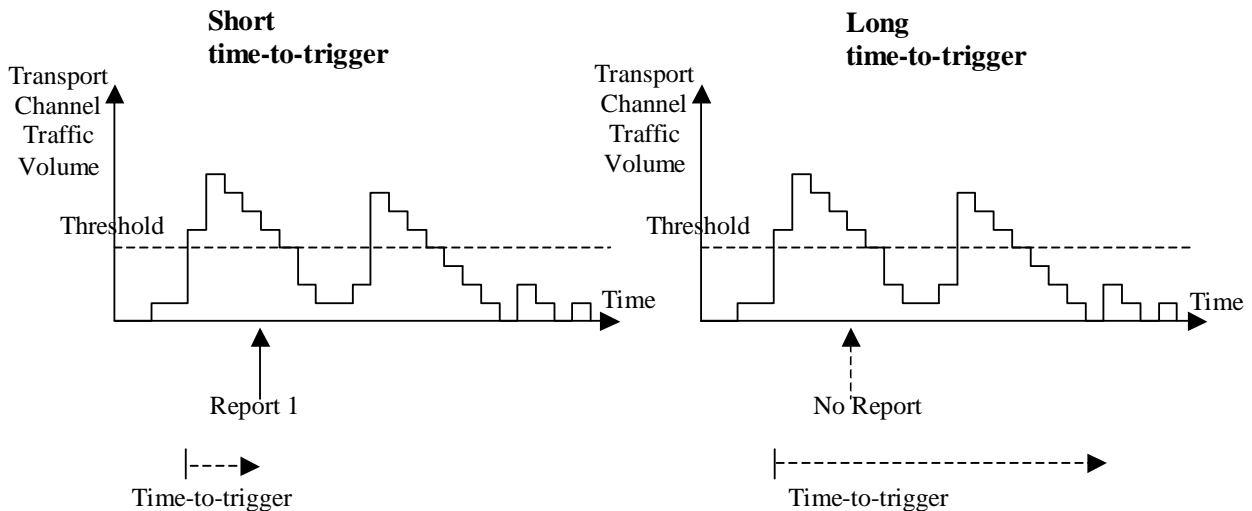 Short
time-to-trigger
Transport
Channel
Traffic
Volume
Threshold
Time
Report 1
Time-to-trigger
Long
time-to-trigger
Transport
Channel
Traffic
Volume
Threshold
Time
No Report
Time-to-trigger